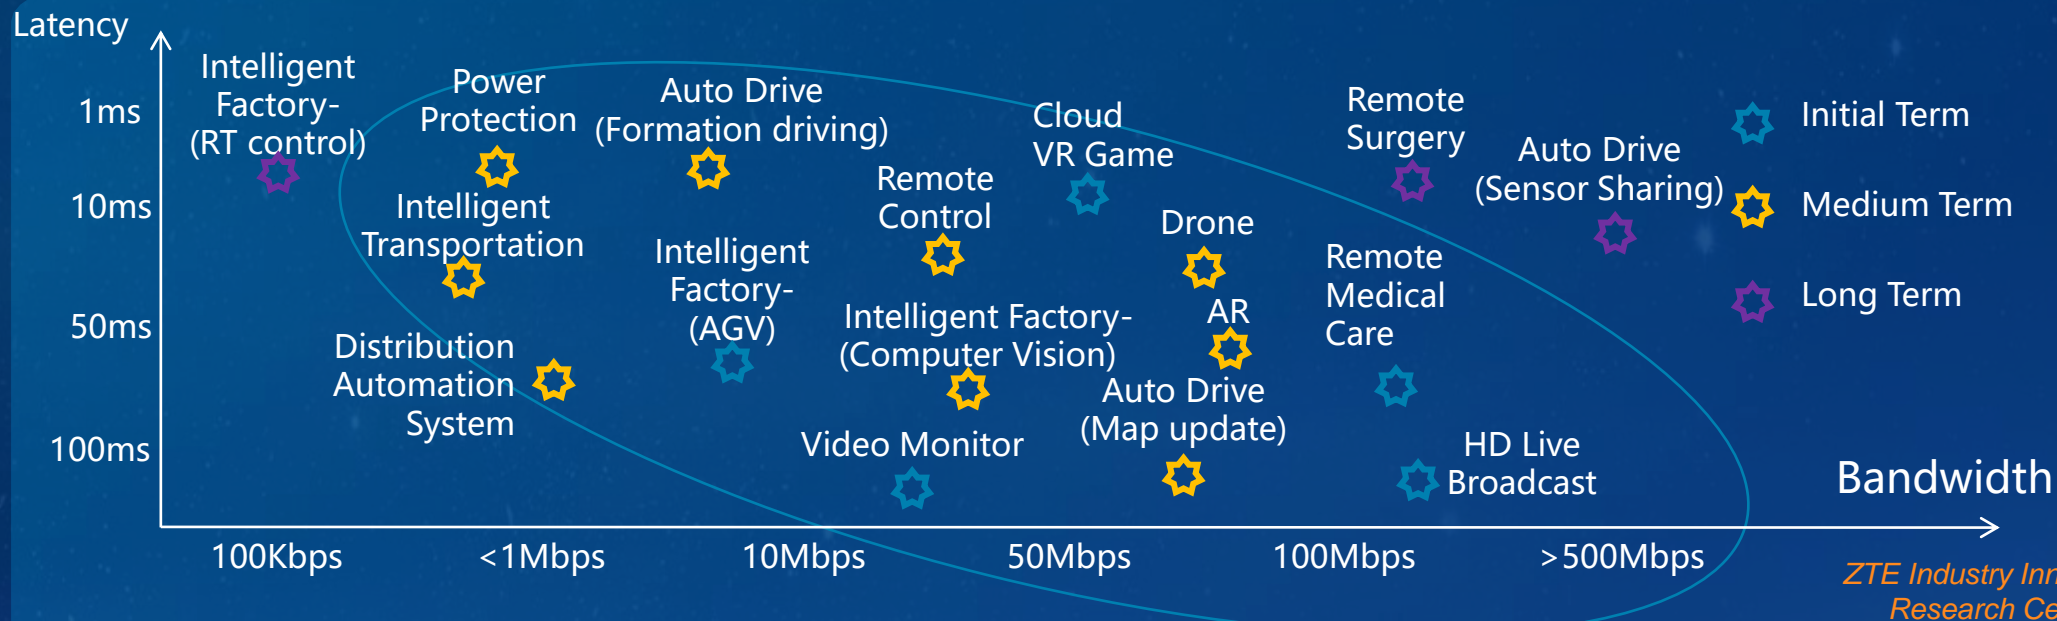 Latency
1ms
10ms
50ms
100ms
Intelligent
Factory-
(RT control)
Power
Protection
Auto Drive
(Formation driving)
Intelligent
Transportation
Remote
Control
Cloud
VR Game
Remote
Surgery
Auto Drive
(Sensor Sharing)
Initial Term
Medium Term
Long Term
Intelligent
Factory-
(AGV)
Drone
Distribution
Automation
System
Intelligent Factory-
(Computer Vision)
AR
Remote
Medical
Care
Auto Drive
(Map update)
Video Monitor
HD Live
Broadcast
Bandwidth
100Kbps
<1Mbps
10Mbps
50Mbps
100Mbps
>500Mbps
ZTE Industry
Research